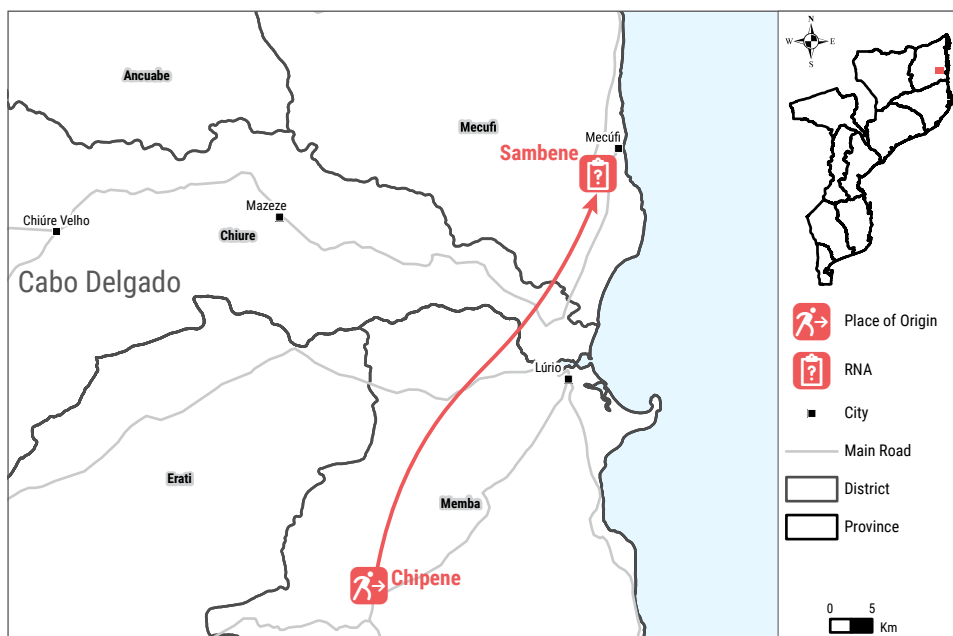 Ancuabe
Mecufi
Mecúfi
Sambene
?
Mazeze
Chiúre Velho
Chiure
Cabo Delgado
Lúrio
Erati
Memba
Chipene
N
W
E
S
Place of Origin
?
RNA
City
Main Road
District
Province
0 5
Km